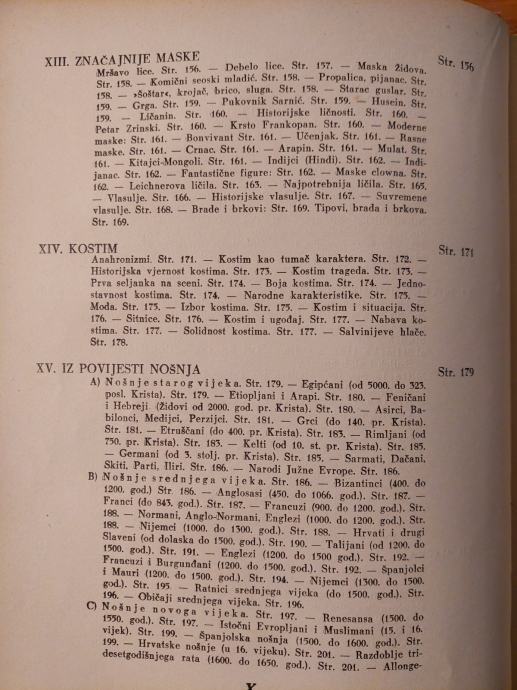 XIII. ZNAČAJNIJE MASKE Str. 156
Mršavo lice. Str. 156. — Debelo lice. Str. 157. — Maska Židova.
Str. 158. — Komični seoski mladić. Str. 158. — Propalica, pijanac. Str.
158. — »Šoštar«, krojač, brico, sluga. Str. 158. — Starac guslar. Str.
159. — Grga. Str. 159. — Pukovnik Sarnić. Str. 159. — Husein. Str.
159. — Ličanin. Str. 160. — Historijske ličnosti. Str. 160. —
Petar Zrinski. Str. 160. — Krsto Frankopan. Str. 160. — Moderne
maske: Str. 161. — Bonvivant Str. 161. — Učenjak. Str. 161. — Rasne
maske. Str. 161. — Crnac. Str. 161. — Arapin. Str. 161. — Mulat. Str.
161. — Kitajci-Mongoli. Str. 161. — Indijci (Hindi). Str. 162. — Indi-
janac. Str. 162. — Fantastične figure: Str. 162. — Maske clowna. Str.
162. — Leichnerova ličila. Str. 163. — Najpotrebnija ličila. Str. 165.
— Vlasulje. Str. 166. — Historijske vlasulje. Str. 167. — Suvremene
vlasulje. Str. 168. — Brade i brkovi: Str. 169. Tipovi, brada i brkova.
Str. 169.
XIV. KOSTIM Str. 171
Anahronizmi. Str. 171. — Kostim kao tumač karaktera. Str. 172. —
Historijska vjernost kostima. Str. 173. — Kostim trageda. Str. 173. —
Prva seljanka na sceni. Str. 174. — Boja kostima. Str. 174. — Jedno-
stavnost kostima. Str. 174. — Narodne karakteristike. Str. 175. —
Moda. Str. 175. — Izbor kostima. Str. 175. — Kostim i situacija. Str.
176. — Sitnice. Str. 176. — Kostim i ugođaj. Str. 177. — Nabava ko-
stima. Str. 177. — Solidnost kostima. Str. 177. — Salvinijeve hlače.
Str. 178.
XV. IZ POVIJESTI NOŠNJA Str. 179
A) Nošnje starog vijeka. Str. 179. — Egipćani (od 5000. do 323.
posl. Krista). Str. 179. — Etiopljani i Arapi. Str. 180. — Feničani
i Hebreji (Židovi od 2000. god. pr. Krista). Str. 180. — Asirci, Ba-
bilonci, Medijci, Perzijci. Str. 181. — Grci (do 140. pr. Krista).
Str. 181. — Etruščani (do 400. pr. Krista). Str. 183. — Rimljani (od
750. pr. Krista). Str. 183. — Kelti (od 10. st. pr. Krista). Str. 185.
— Germani (od 3. stolj. pr. Krista). Str. 185. — Sarmati, Dačani,
Skiti, Parti, Iliri. Str. 186. — Narodi Južne Evrope. Str. 186.
B) Nošnje srednjega vijeka. Str. 186. — Bizantinci (400. do
1200. god.) Str. 186. — Anglosasi (450. do 1066. god.). Str. 187. —
Franci (do 843. god.). Str. 187. — Francuzi (900. do 1200. god.). Str.
188. — Normani, Anglo-Normani, Englezi (1000. do 1200. god.). Str.
188. — Nijemci (1000. do 1300. god.). Str. 188. — Hrvati i drugi
Slaveni (od dolaska do 1500. god). Str. 190. — Talijani (od 1200. do
1500. god.). Str. 191. — Englezi (1200. do 1500. god.). Str. 192. —
Francuzi i Burgunđani (1200. do 1500. god.). Str. 192. — Španjolci
i Mauri (1200. do 1500. god.). Str. 194. — Nijemci (1300. do 1500.
god.). Str. 195. — Ratnici srednjega vijeka (do 1500. god.). Str.
196. — Običaji srednjega vijeka. Str. 196.
C) Nošnje novoga vijeka. Str. 197. — Renesansa (1500. do
1550. god.). Str. 197. — Istočni Evropljani i Muslimani (15. i 16.
vijek). Str. 199. — Španjolska nošnja (1500. do 1600. god.). Str.
199. — Hrvatske nošnje (u 16. vijeku). Str. 201. — Razdoblje tri-
desetgodišnjega rata (1600. do 1650. god.). Str. 201. — Allonge-
X